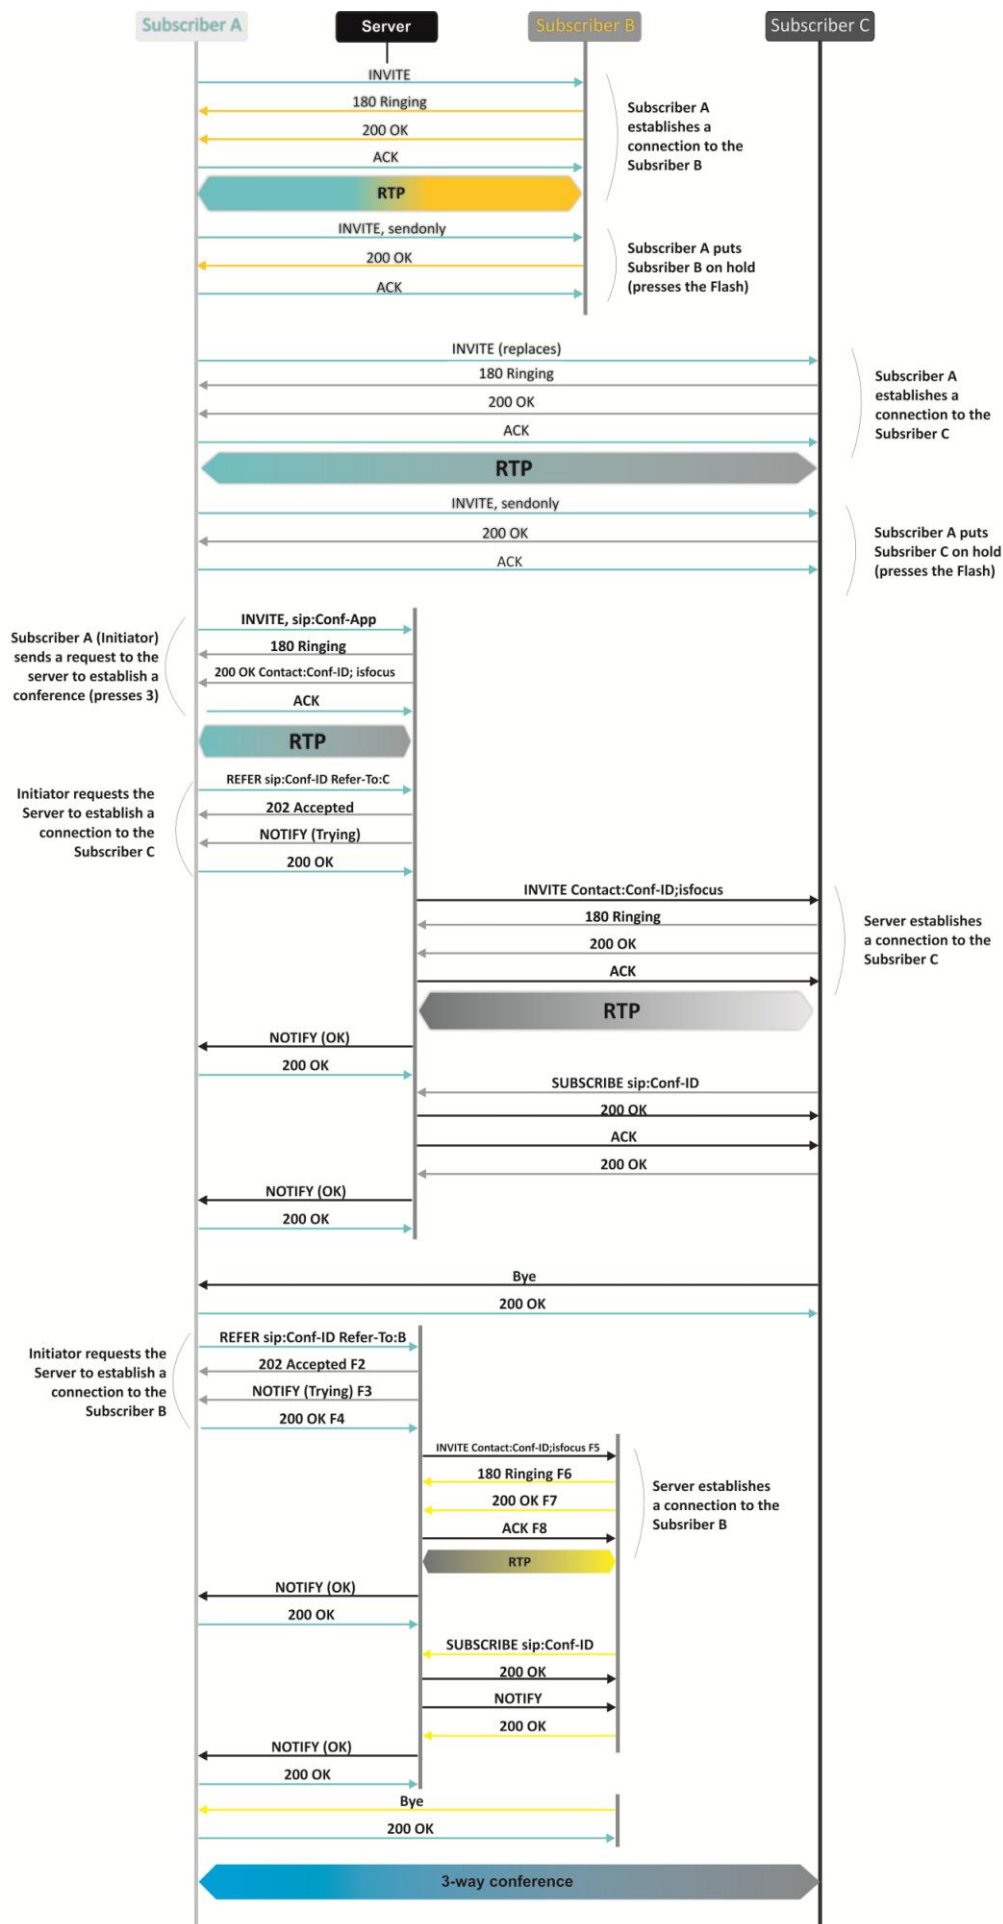 Subscriber A
Server
Subscriber B
Subscriber C
INVITE
180 Ringing
200 OK
ACK
RTP
Subscriber A
establishes a
connection to the
Subsriber B
INVITE, sendonly
200 OK
ACK
Subscriber A puts
Subsriber B on hold
(presses the Flash)
INVITE (replaces)
180 Ringing
200 OK
ACK
RTP
Subscriber A
establishes a
connection to the
Subsriber C
INVITE, sendonly
200 OK
ACK
Subscriber A puts
Subsriber C on hold
(presses the Flash)
Subscriber A (Initiator)
sends a request to the
server to establish a
conference (presses 3)
INVITE, sip:Conf-App
180 Ringing
200 OK Contact:Conf-ID; isfocus
ACK
RTP
Initiator requests the
Server to establish a
connection to the
Subsriber C
REFER sip:Conf-ID Refer-To:C
202 Accepted
NOTIFY (Trying)
200 OK
INVITE Contact:Conf-ID;isfocus
180 Ringing
200 OK
ACK
RTP
Server establishes
a connection to the
Subsriber C
NOTIFY (OK)
200 OK
SUBSCRIBE sip:Conf-ID
200 OK
ACK
200 OK
NOTIFY (OK)
200 OK
Bye
200 OK
Initiator requests the
Server to establish a
connection to the
Subsriber B
REFER sip:Conf-ID Refer-To:B
202 Accepted F2
NOTIFY (Trying) F3
200 OK F4
INVITE Contact:Conf-ID;isfocus F5
180 Ringing F6
200 OK F7
ACK F8
RTP
Server establishes
a connection to the
Subsriber B
NOTIFY (OK)
200 OK
SUBSCRIBE sip:Conf-ID
200 OK
NOTIFY
200 OK
NOTIFY (OK)
200 OK
Bye
200 OK
3-way conference